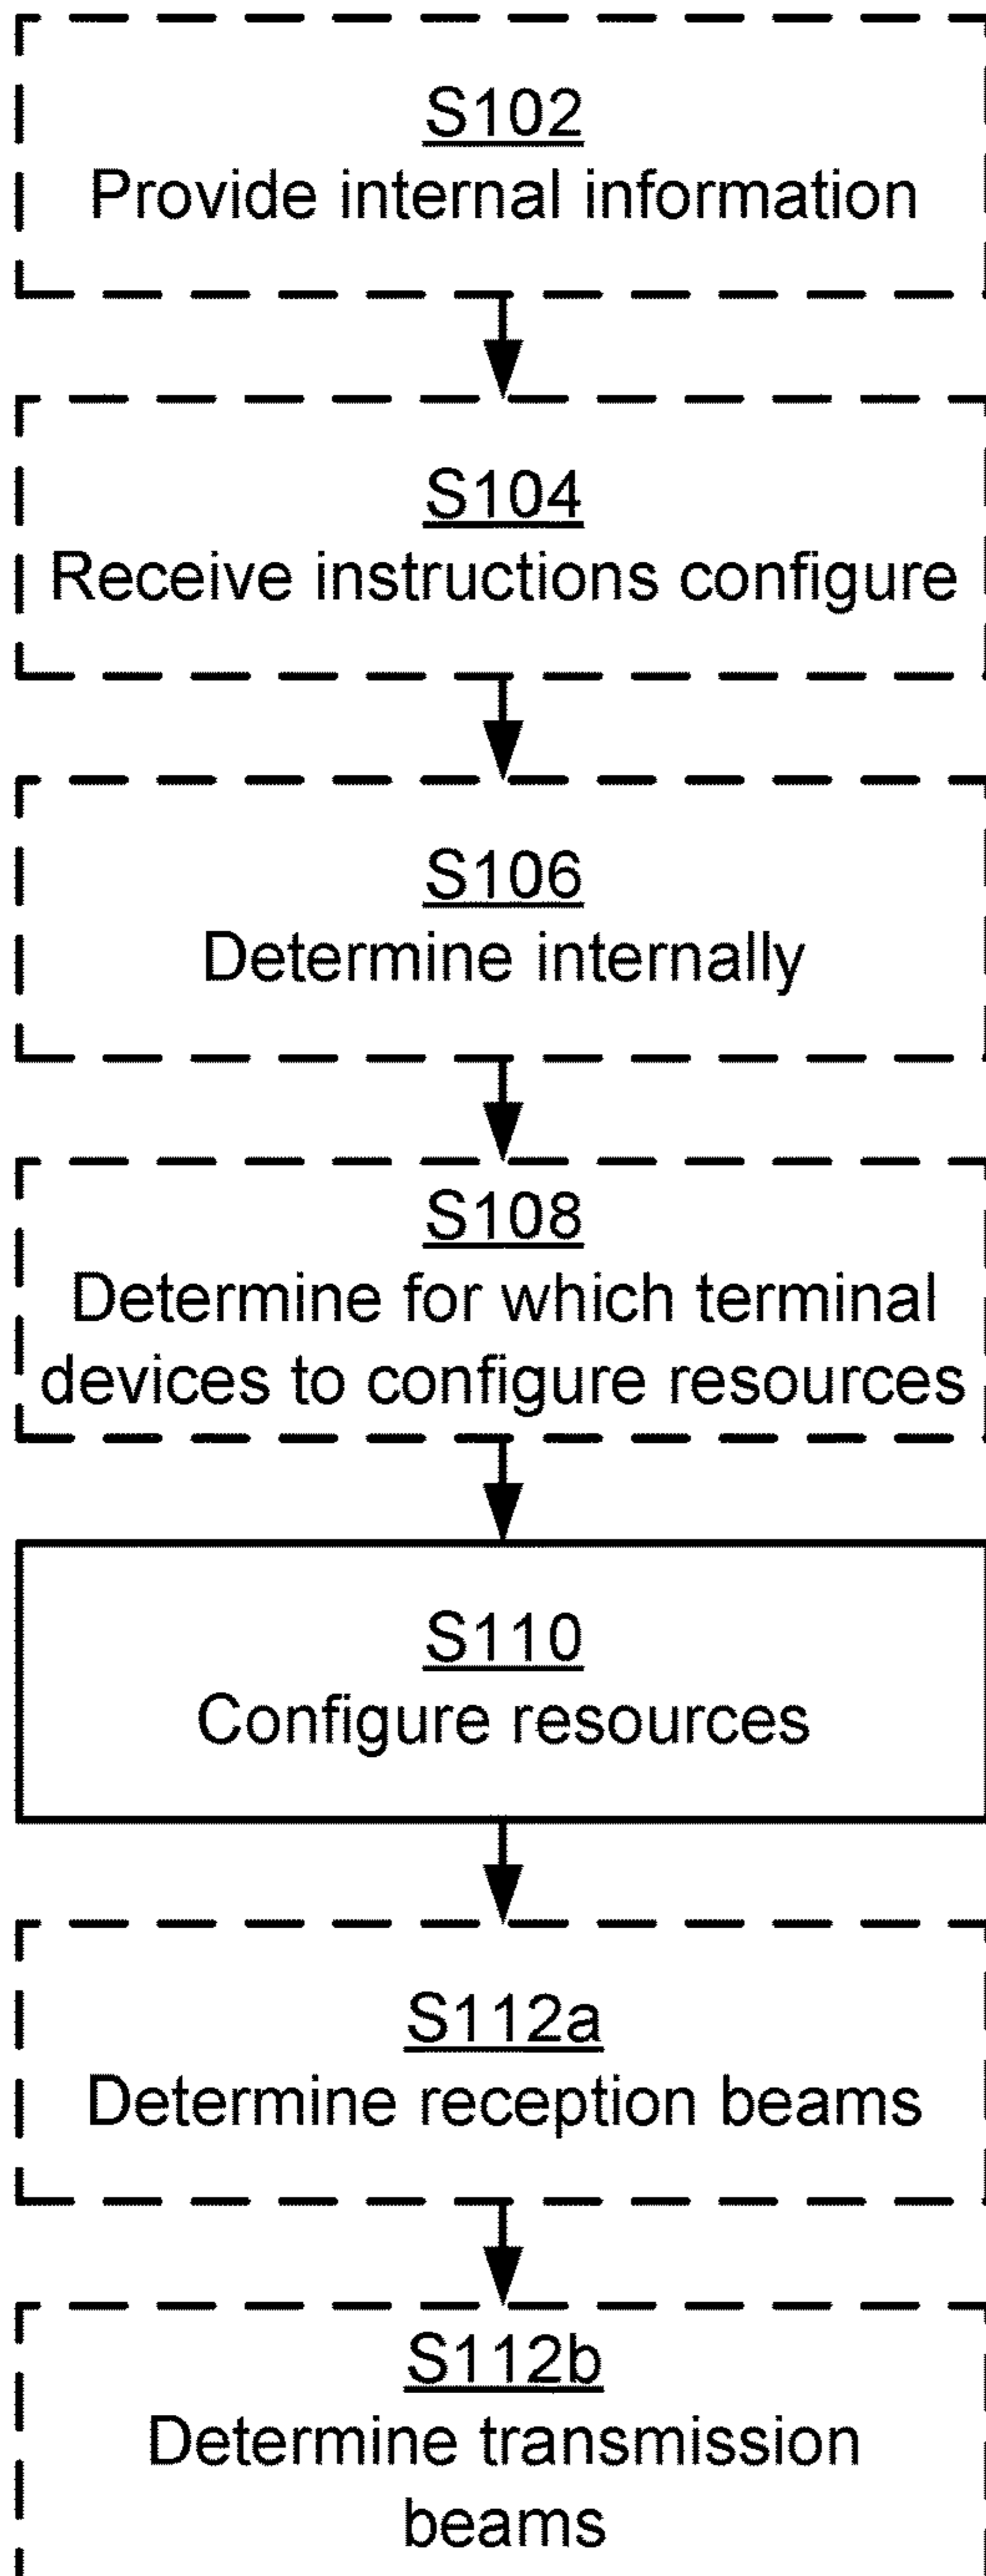 S102
Provide internal information
S104
Receive instructions configure
S106
Determine internally
S108
Determine for which terminal
devices to configure resources
S110
Configure resources
S112a
Determine reception beams
S112b
Determine transmission
beams